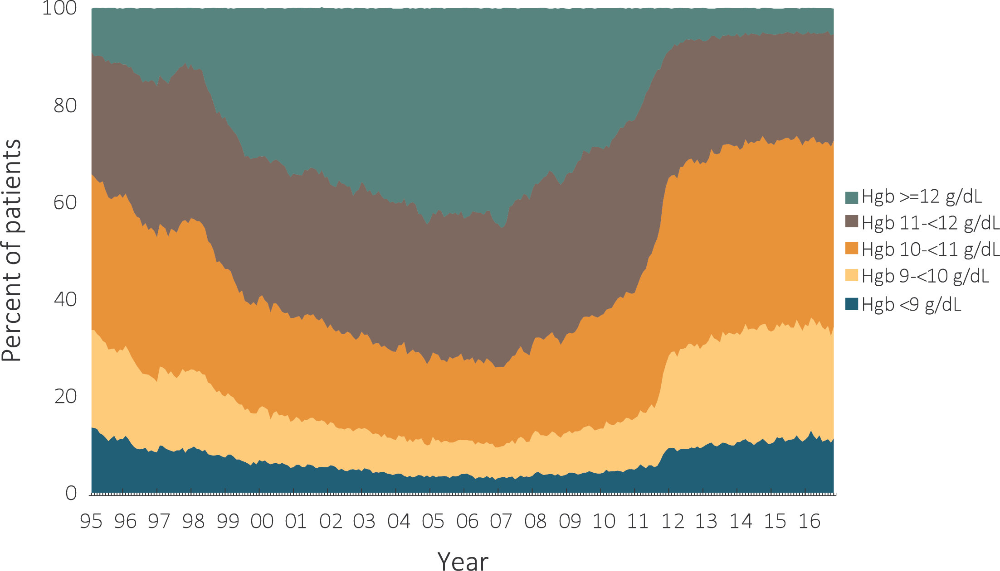 100
80
60
40
20
0
Percent of patients
95 96 97 98 99 00 01 02 03 04 05 06 07 08 09 10 11 12 13 14 15 16
Year
Hgb >=12 g/dL
Hgb 11-<12 g/dL
Hgb 10-<11 g/dL
Hgb 9-<10 g/dL
Hgb <9 g/dL